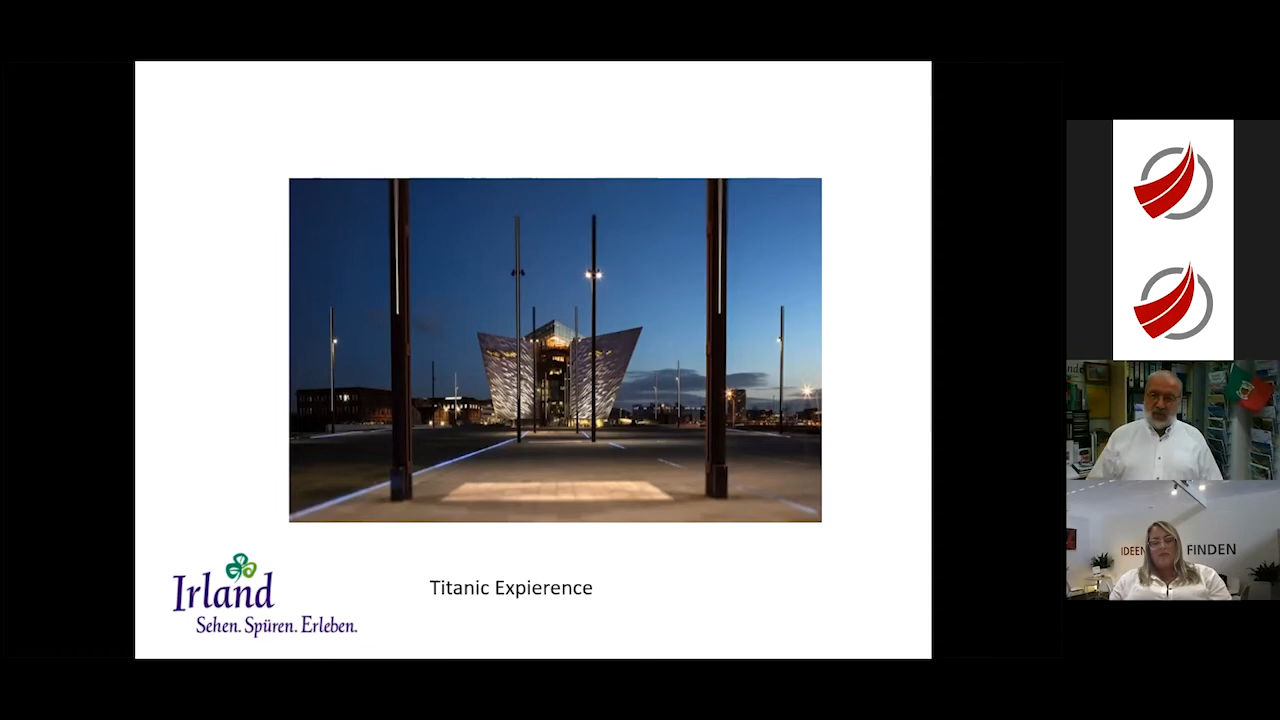 Titanic Expierence
Irland
Sehen. Spüren. Erleben.
IDEEN FINDEN